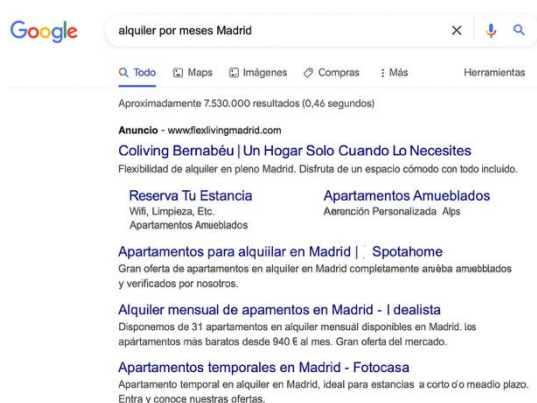 Google
alquiler por meses Madrid
Todo Maps Imágenes Compras Más Herramientas
Aproximadamente 7.530.000 resultados (0,46 segundos)
Anuncio - www.flexlivingmadrid.com
Coliving Bernabéu | Un Hogar Solo Cuando Lo Necesites
Flexibilidad de alquiler en pleno Madrid. Disfruta de un espacio cómodo con todo incluido.
Reserva Tu Estancia Apartamentos Amueblados
Wifi, Limpieza, Etc. Aorención Personalizada Alps
Apartamentos Amueblados
Apartamentos para alquiilar en Madrid | Spotahome
Gran oferta de apartamentos en alquiler en Madrid completamente anɐèba amuebblados
y verificados por nosotros.
Alquiler mensual de apamentos en Madrid - I dealista
Disponemos de 31 apartamentos en alquiler mensuál disponibles en Madrid. los
apártamentos más baratos desde 940 € al mes. Gran oferta del mercado.
Apartamentos temporales en Madrid - Fotocasa
Apartamento temporal en alquiler en Madrid, ideal para estancias a corto o'o meadio plazo.
Entra y conoce nuestras ofertas.